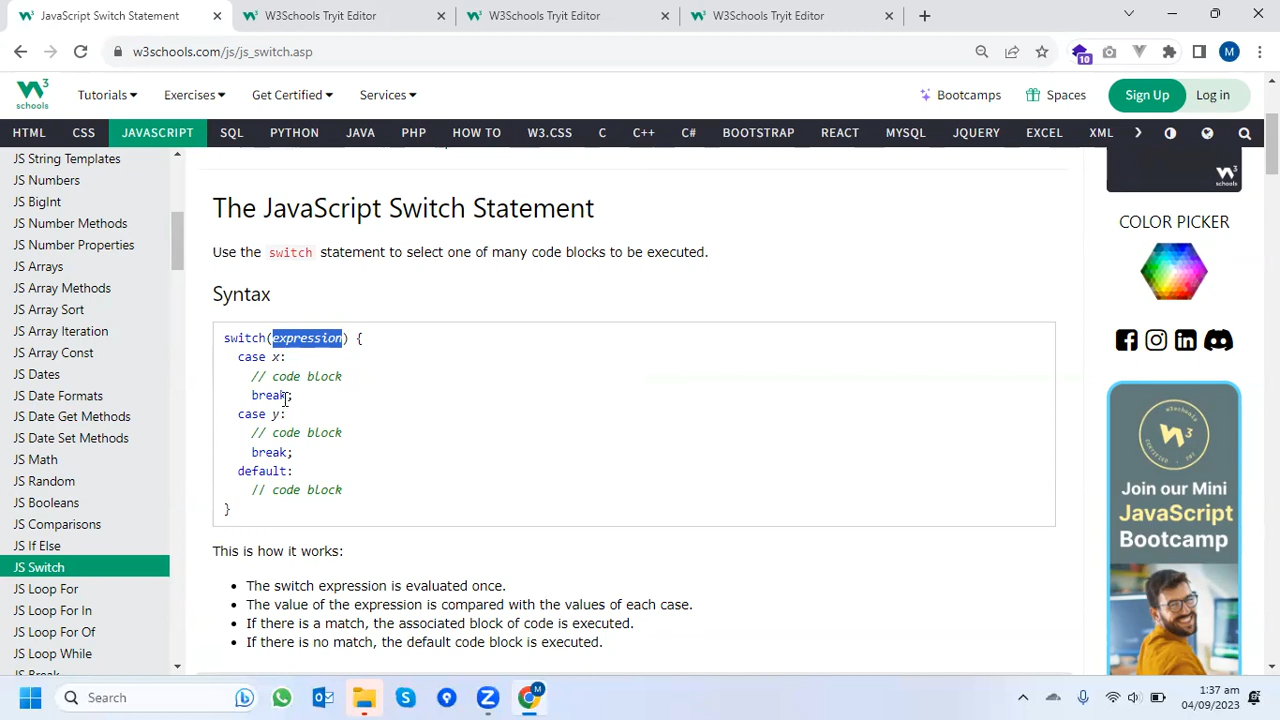 JavaScript Switch Statement
W3Schools Tryit Editor
W3Schools Tryit Editor
W3Schools Tryit Editor
w3schools.com/js/js_switch.asp
10
M
schools
Tutorials
Exercises
Get Certified
Services
Bootcamps
Spaces
Sign Up
Log in
HTML CSS JAVASCRIPT SQL PYTHON JAVA PHP HOW TO W3.CSS C C++ C# BOOTSTRAP REACT MYSQL JQUERY EXCEL XML
JS String Templates
JS Numbers
JS BigInt
JS Number Methods
JS Number Properties
JS Arrays
JS Array Methods
JS Array Sort
JS Array Iteration
JS Array Const
JS Dates
JS Date Formats
JS Date Get Methods
JS Date Set Methods
JS Math
JS Random
JS Booleans
JS Comparisons
JS If Else
JS Switch
JS Loop For
JS Loop For In
JS Loop For Of
JS Loop While
JS Break
The JavaScript Switch Statement
Use the switch statement to select one of many code blocks to be executed.
Syntax
switch(expression) {
case x:
// code block
break;
case y:
// code block
break;
default:
// code block
}
This is how it works:
• The switch expression is evaluated once.
• The value of the expression is compared with the values of each case.
• If there is a match, the associated block of code is executed.
• If there is no match, the default code block is executed.
schools
COLOR PICKER
Join our Mini
JavaScript
Bootcamp
Search
M
1:37 am
04/09/2023